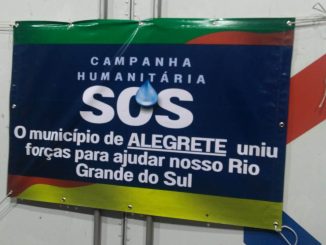 CAMPANHA
HUMANITÁRIA
SOS
O município de ALEGRETE uniu
forças para ajudar nosso Rio
Grande do Sul